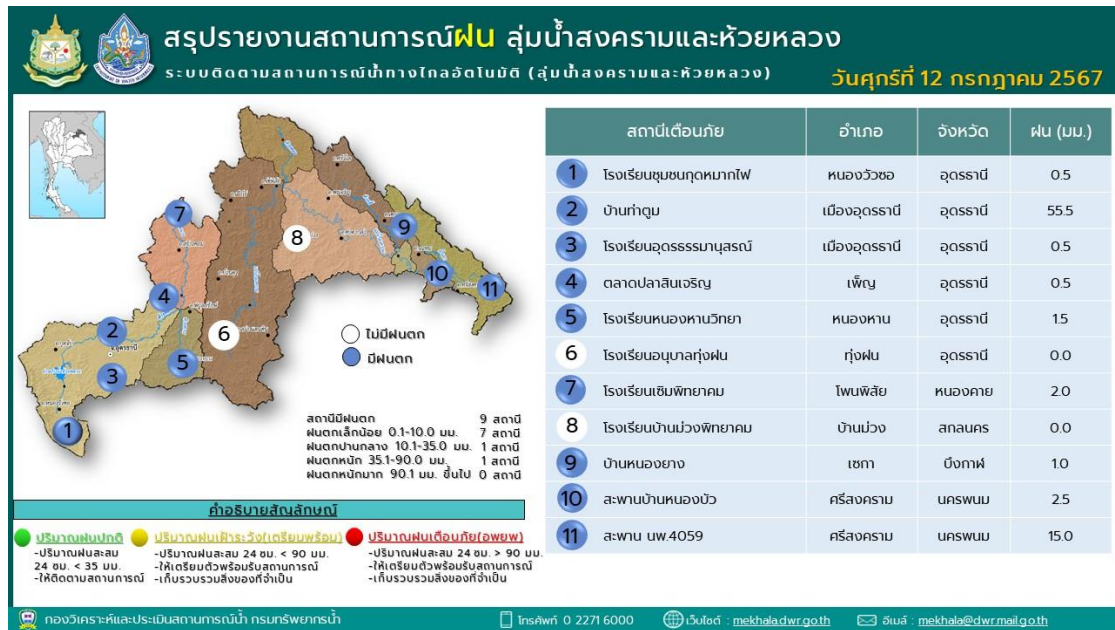 สรุปรายงานสถานการณ์ฝน ลุ่มน้ำสงครามและห้วยหลวง
ระบบติดตามสถานการณ์น้ำทางไกลอัตโนมัติ (ลุ่มน้ำสงครามและห้วยหลวง)
วันศุกร์ที่ 12 กรกฎาคม 2567
7
8
9
10
11
4
2
6
5
3
1
อ.อุดรธานี
ไม่มีฝนตก
มีฝนตก
สถานีมีฝนตก 9 สถานี
ฝนตกเล็กน้อย 0.1-10.0 มม. 7 สถานี
ฝนตกปานกลาง 10.1-35.0 มม. 1 สถานี
ฝนตกหนัก 35.1-90.0 มม. 1 สถานี
ฝนตกหนักมาก 90.1 มม. ขึ้นไป 0 สถานี
คำอธิบายสัญลักษณ์
ปริมาณฝนปกติ
-ปริมาณฝนสะสม
24 ชม. < 35 มม.
-ให้ติดตามสถานการณ์
ปริมาณฝนเฝ้าระวัง(เตรียมพร้อม)
-ปริมาณฝนสะสม 24 ชม. < 90 มม.
-ให้เตรียมตัวพร้อมรับสถานการณ์
-เก็บรวบรวมสิ่งของที่จำเป็น
ปริมาณฝนเตือนภัย(อพยพ)
-ปริมาณฝนสะสม 24 ชม. > 90 มม.
-ให้เตรียมตัวพร้อมรับสถานการณ์
-เก็บรวบรวมสิ่งของที่จำเป็น
สถานีเตือนภัย อำเภอ จังหวัด ฝน (มม.)
1 โรงเรียนชุมชนกุดหมากไฟ หนองวัวซอ อุดรธานี 0.5
2 บ้านท่าตูม เมืองอุดรธานี อุดรธานี 55.5
3 โรงเรียนอุดรธรรมานุสรณ์ เมืองอุดรธานี อุดรธานี 0.5
4 ตลาดปลาสินเจริญ เพ็ญ อุดรธานี 0.5
5 โรงเรียนหนองหานวิทยา หนองหาน อุดรธานี 1.5
6 โรงเรียนอนุบาลทุ่งฝน ทุ่งฝน อุดรธานี 0.0
7 โรงเรียนเซิมพิทยาคม โพนพิสัย หนองคาย 2.0
8 โรงเรียนบ้านม่วงพิทยาคม บ้านม่วง สกลนคร 0.0
9 บ้านหนองยาง เซกา บึงกาฬ 1.0
10 สะพานบ้านหนองบัว ศรีสงคราม นครพนม 2.5
11 สะพาน นพ.4059 ศรีสงคราม นครพนม 15.0
กองวิเคราะห์และประเมินสถานการณ์น้ำ กรมทรัพยากรน้ำ
โทรศัพท์ 0 2271 6000
เว็บไซต์ : mekhala.dwr.go.th
อีเมล์ : mekhala@dwr.mail.go.th